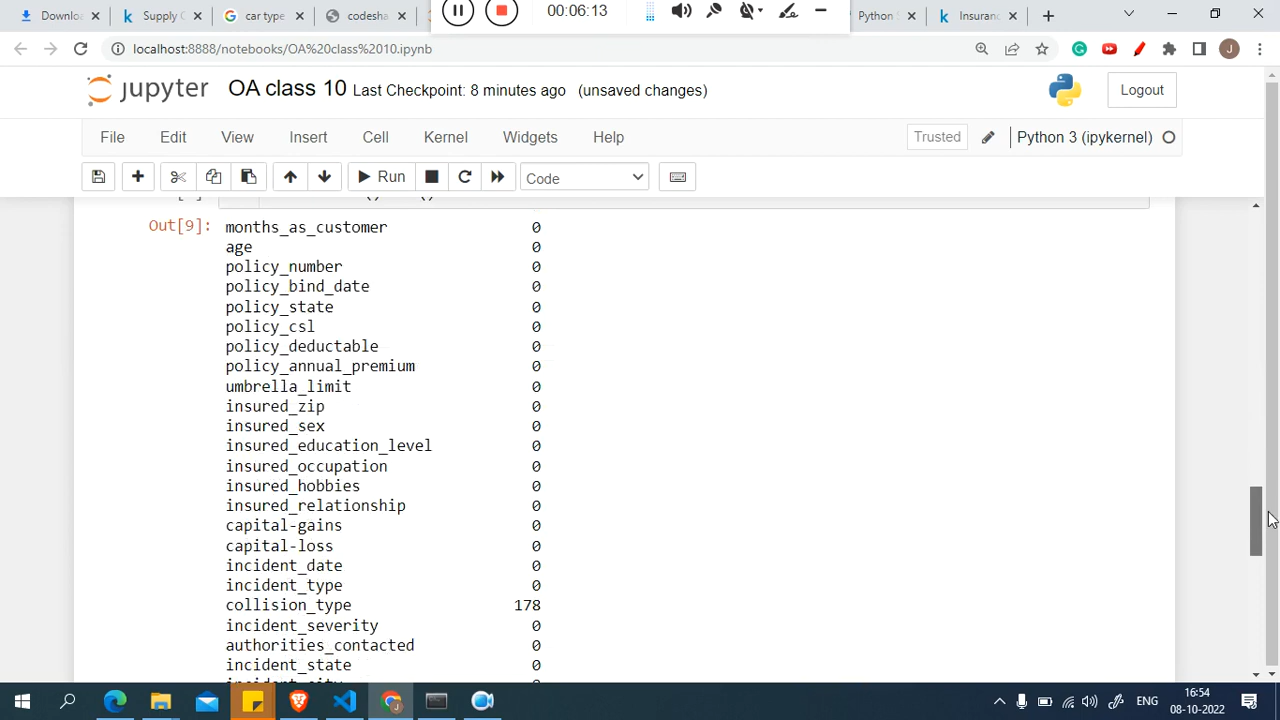 Downlo
Supply C
car type
codesha
00:06:13
Python S
Insuranc
localhost:8888/notebooks/OA%20class%2010.ipynb
J
jupyter
OA class 10
Last Checkpoint: 8 minutes ago
(unsaved changes)
Logout
File
Edit
View
Insert
Cell
Kernel
Widgets
Help
Trusted
Python 3 (ipykernel)
Run
Code
Out[9]:
months_as_customer 0
age 0
policy_number 0
policy_bind_date 0
policy_state 0
policy_csl 0
policy_deductable 0
policy_annual_premium 0
umbrella_limit 0
insured_zip 0
insured_sex 0
insured_education_level 0
insured_occupation 0
insured_hobbies 0
insured_relationship 0
capital-gains 0
capital-loss 0
incident_date 0
incident_type 0
collision_type 178
incident_severity 0
authorities_contacted 0
incident_state 0
ENG
16:54
08-10-2022